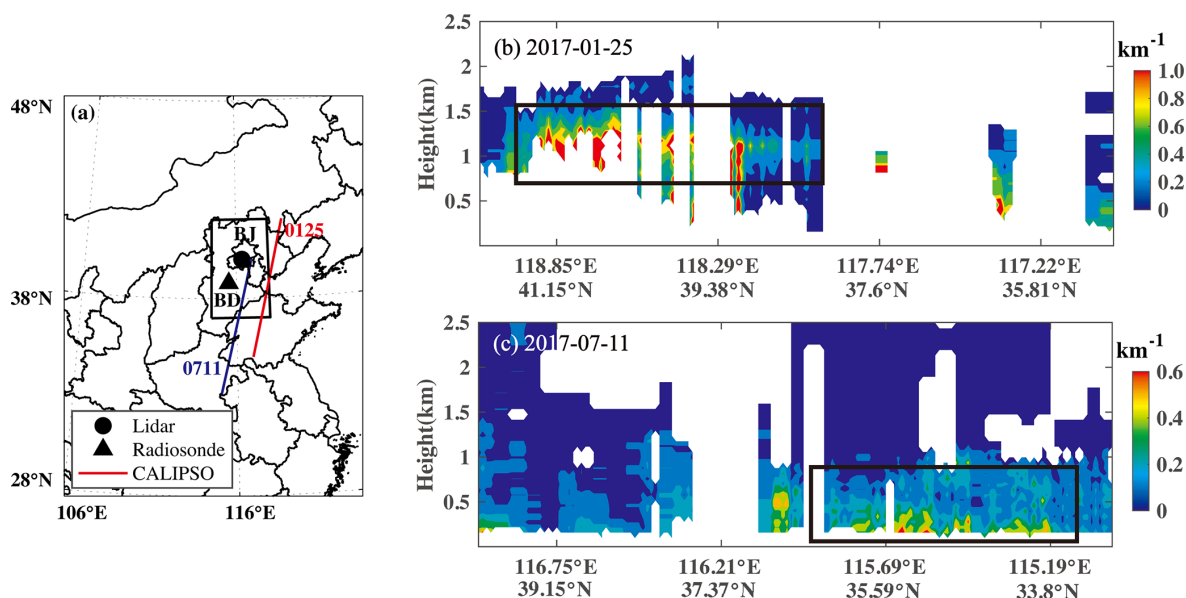 (a)
48°N
38°N
28°N
106°E
116°E
BJ
0125
BD
0711
Lidar
Radiosonde
CALIPSO
(b) 2017-01-25
Height(km)
2.5
2
1.5
1
0.5
118.85°E
41.15°N
118.29°E
39.38°N
117.74°E
37.6°N
117.22°E
35.81°N
km-1
1.0
0.8
0.6
0.4
0.2
0
(c) 2017-07-11
Height(km)
2.5
2
1.5
1
0.5
116.75°E
39.15°N
116.21°E
37.37°N
115.69°E
35.59°N
115.19°E
33.8°N
km-1
0.6
0.4
0.2
0